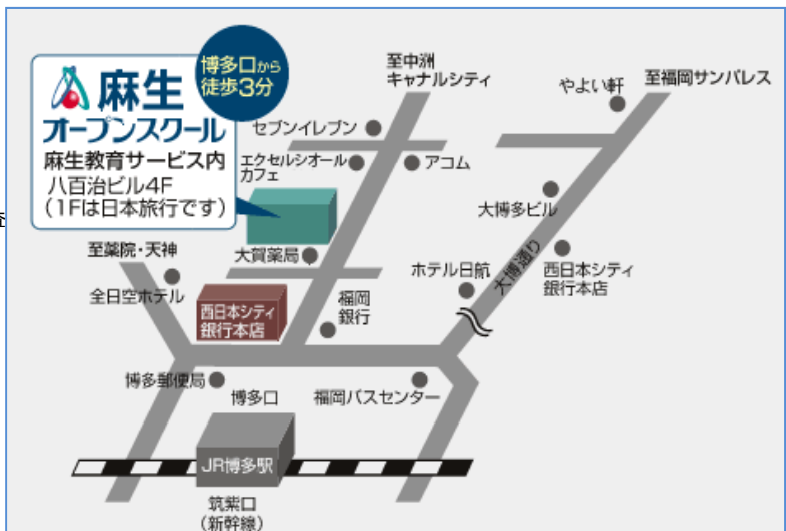 博多口から
徒歩3分
麻生
オープンスクール
麻生教育サービス内
八百治ビル4F
(1Fは日本旅行です)
至中洲
キャナルシティ
やよい軒
至福岡サンパレス
セブンイレブン
エクセルシオール
カフェ
アコム
大博多ビル
至薬院・天神
大賀薬局
ホテル日航
大博通り
西日本シティ
銀行本店
全日空ホテル
西日本シティ
銀行本店
福岡
銀行
博多郵便局
博多口
福岡バスセンター
JR博多駅
筑紫口
(新幹線)